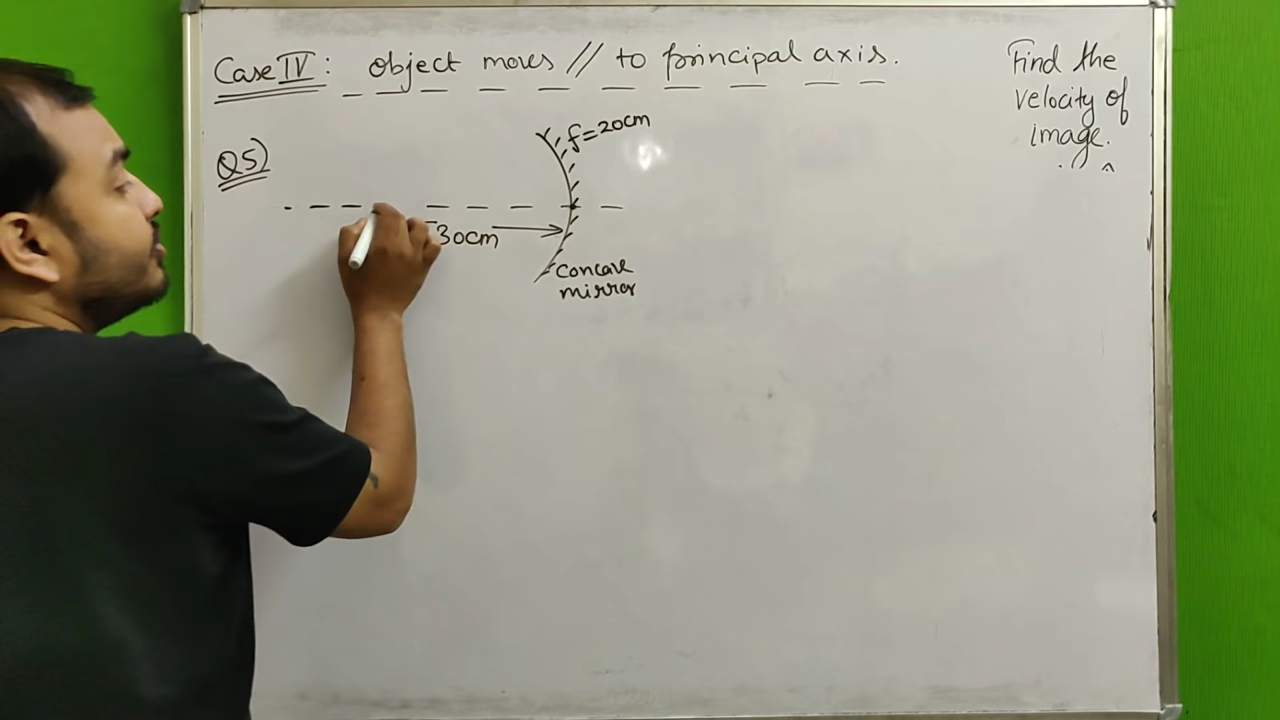 Case IV: object moves // to principal axis.
Find the
velocity of
image.
Q5)
f=20cm
30cm
concave
mirror